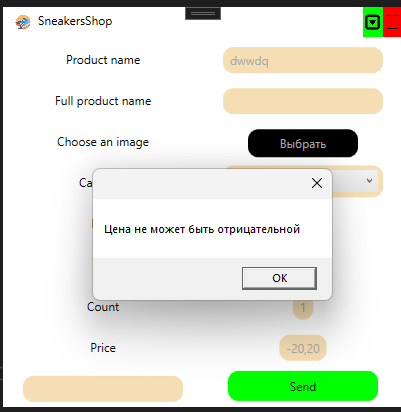 SneakersShop
Product name
dwwdq
Full product name
Choose an image
Выбрать
Ca
Цена не может быть отрицательной
OK
Count
1
Price
-20,20
Send